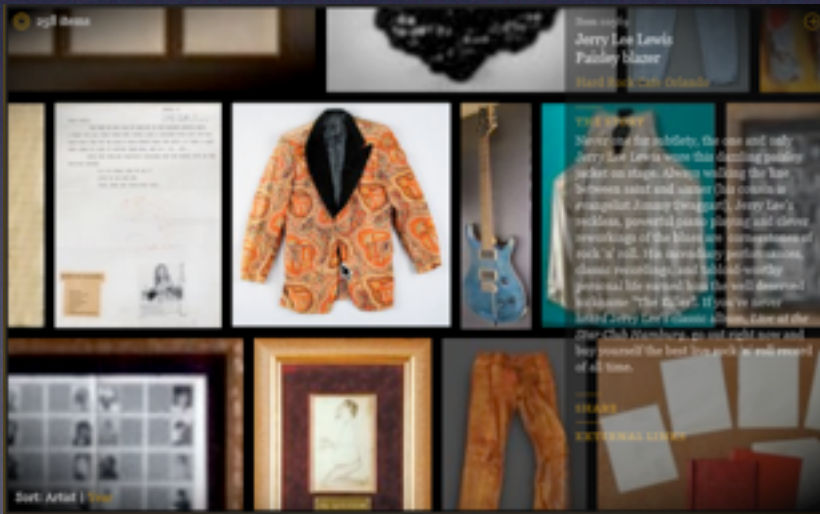 258 items
Jerry Lee Lewis
Paisley blazer
Hard Rock Cafe Orlando
THE STORY
Never one for subtlety, the one and only
Jerry Lee Lewis wore this dazzling paisley
jacket on stage. Always walking the line
between saint and sinner (his cousin is
evangelist Jimmy Swaggart), Jerry Lee's
reckless, powerful piano playing and clever
reworkings of the blues are cornerstones of
rock 'n' roll. His incendiary performances,
classic recordings, and tabloid-worthy
personal life earned him the well deserved
nickname "The Killer". If you've never
heard Jerry Lee's classic album, Live at the
Star-Club Hamburg, go out right now and
buy yourself the best live rock 'n' roll record
of all time.
SHARE
EXTERNAL LINKS
Sort: Artist | Year